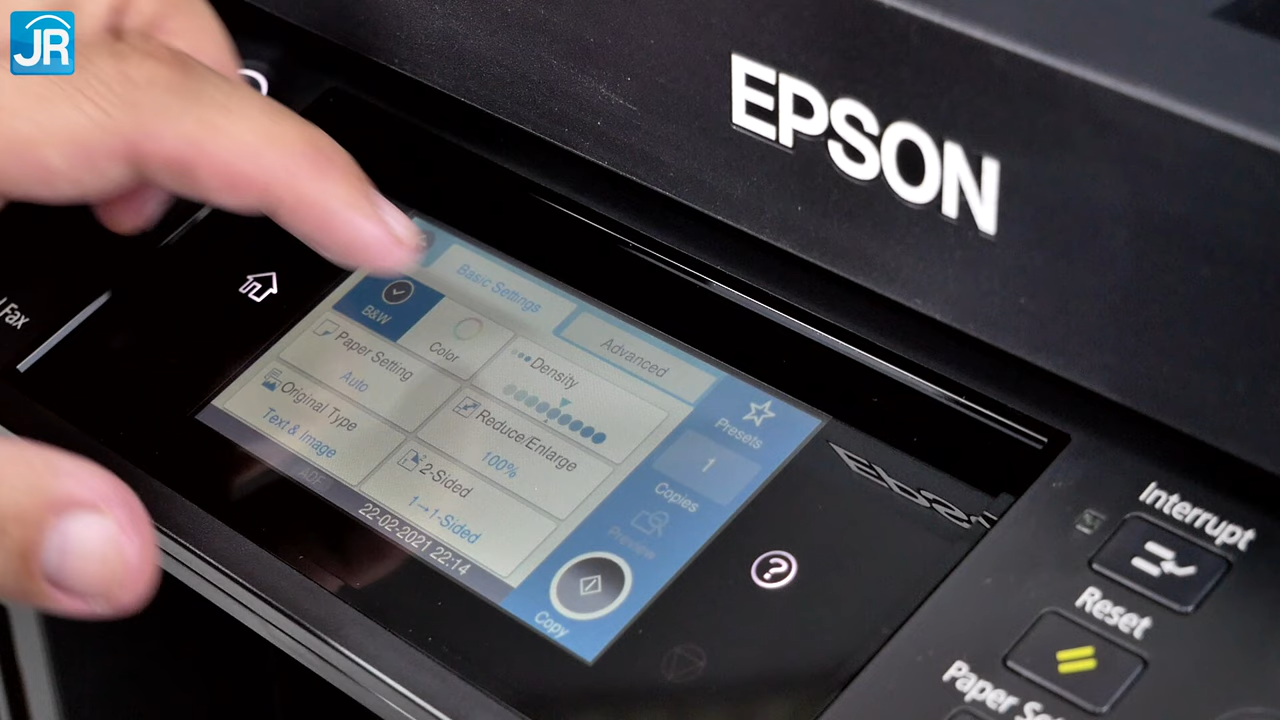 JR
EPSON
Fax
Basic Settings
Advanced
B&W
Color
Density
Paper Setting
Auto
Reduce/Enlarge
100%
Original Type
Text & Image
2-Sided
1→1-Sided
ADF
22-02-2021 22:14
Presets
1
Copies
Preview
Copy
?
Interrupt
Reset
Paper Se